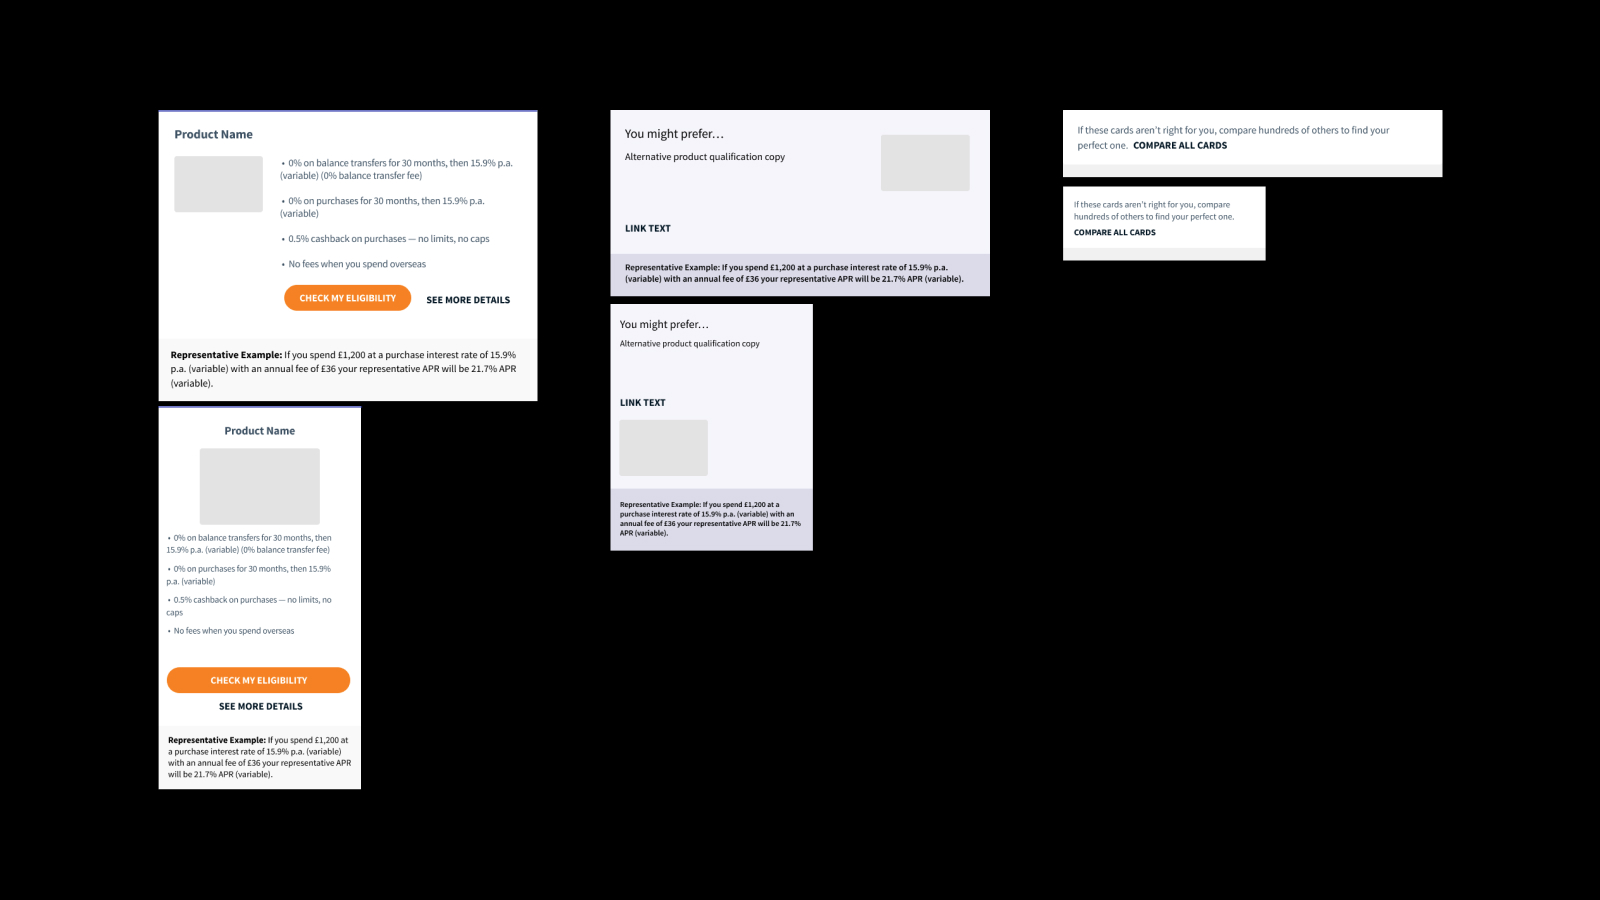 Product Name
• 0% on balance transfers for 30 months, then 15.9% p.a.
(variable) (0% balance transfer fee)
• 0% on purchases for 30 months, then 15.9% p.a.
(variable)
• 0.5% cashback on purchases — no limits, no caps
• No fees when you spend overseas
CHECK MY ELIGIBILITY
SEE MORE DETAILS
Representative Example: If you spend £1,200 at a purchase interest rate of 15.9%
p.a. (variable) with an annual fee of £36 your representative APR will be 21.7% APR
(variable).
Product Name
• 0% on balance transfers for 30 months, then
15.9% p.a. (variable) (0% balance transfer fee)
• 0% on purchases for 30 months, then 15.9%
p.a. (variable)
• 0.5% cashback on purchases — no limits, no
caps
• No fees when you spend overseas
CHECK MY ELIGIBILITY
SEE MORE DETAILS
Representative Example: If you spend £1,200 at
a purchase interest rate of 15.9% p.a. (variable)
with an annual fee of £36 your representative APR
will be 21.7% APR (variable).
You might prefer…
Alternative product qualification copy
LINK TEXT
Representative Example: If you spend £1,200 at a purchase interest rate of 15.9% p.a.
(variable) with an annual fee of £36 your representative APR will be 21.7% APR (variable).
You might prefer…
Alternative product qualification copy
LINK TEXT
Representative Example: If you spend £1,200 at a
purchase interest rate of 15.9% p.a. (variable) with an
annual fee of £36 your representative APR will be 21.7%
APR (variable).
If these cards aren't right for you, compare hundreds of others to find your
perfect one. COMPARE ALL CARDS
If these cards aren't right for you, compare
hundreds of others to find your perfect one.
COMPARE ALL CARDS